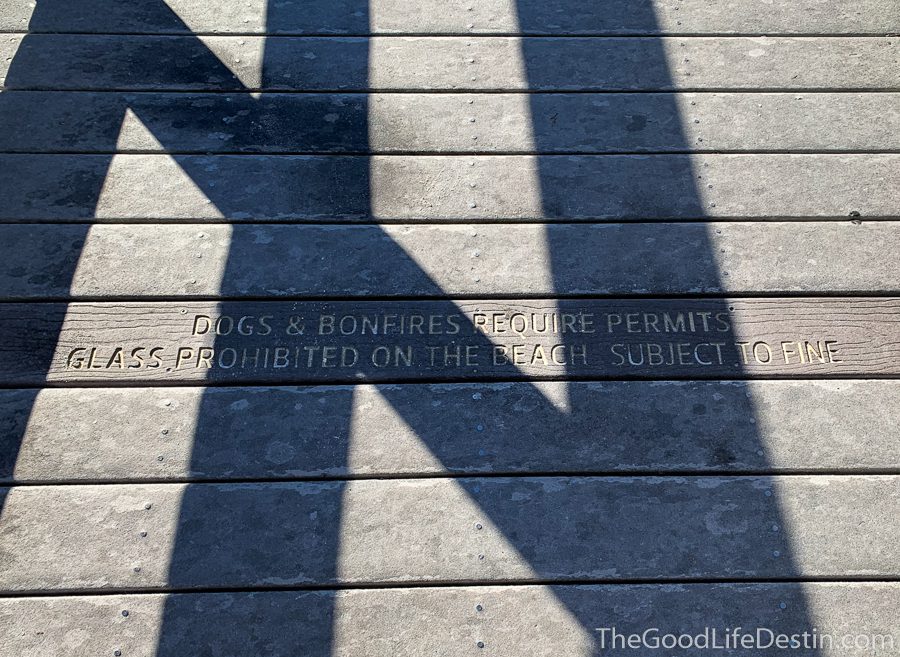 DOGS & BONFIRES REQUIRE PERMITS
GLASS PROHIBITED ON THE BEACH SUBJECT TO FINE
TheGoodLifeDestin.com